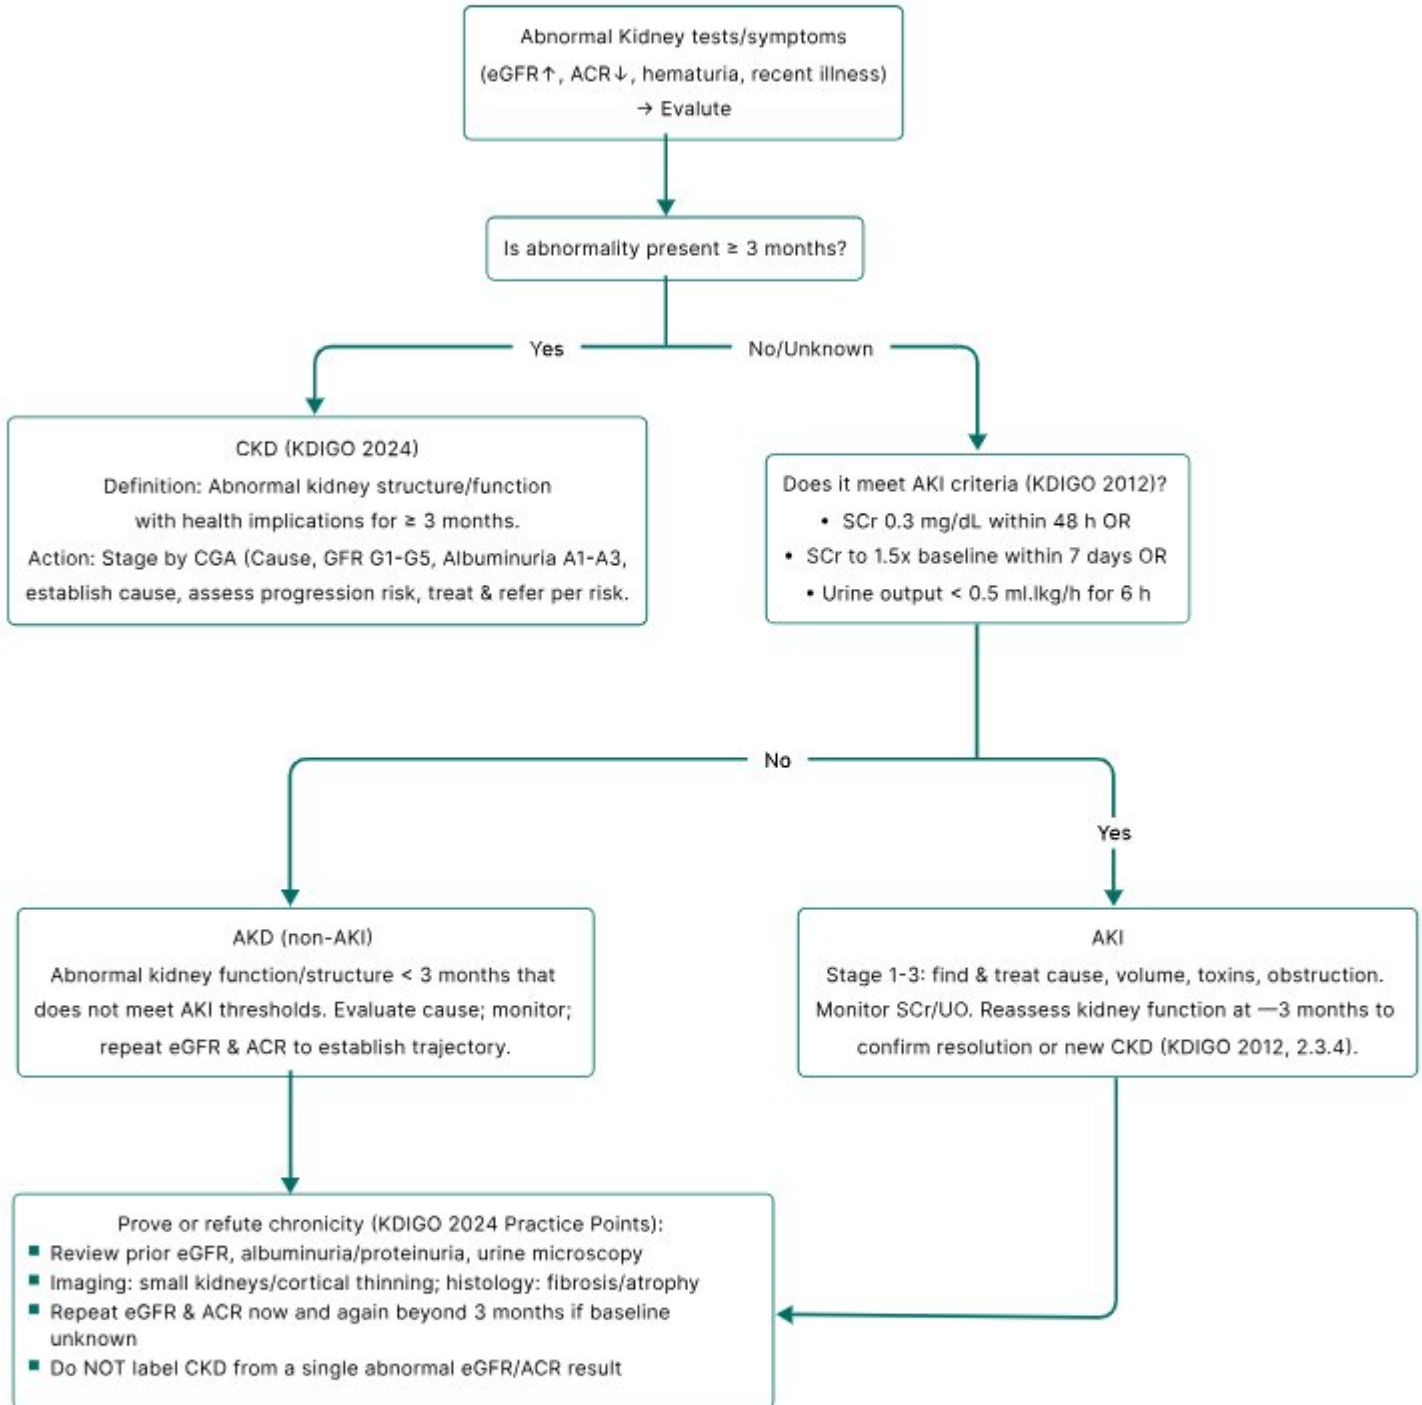 Abnormal Kidney tests/symptoms
(eGFR↑, ACR↓, hematuria, recent illness)
→ Evalute
Is abnormality present ≥ 3 months?
Yes
No/Unknown
CKD (KDIGO 2024)
Definition: Abnormal kidney structure/function
with health implications for ≥ 3 months.
Action: Stage by CGA (Cause, GFR G1-G5, Albuminuria A1-A3,
establish cause, assess progression risk, treat & refer per risk.
Does it meet AKI criteria (KDIGO 2012)?
• SCr 0.3 mg/dL within 48 h OR
• SCr to 1.5x baseline within 7 days OR
• Urine output < 0.5 ml.lkg/h for 6 h
No
Yes
AKD (non-AKI)
Abnormal kidney function/structure < 3 months that
does not meet AKI thresholds. Evaluate cause; monitor;
repeat eGFR & ACR to establish trajectory.
AKI
Stage 1-3: find & treat cause, volume, toxins, obstruction.
Monitor SCr/UO. Reassess kidney function at —3 months to
confirm resolution or new CKD (KDIGO 2012, 2.3.4).
Prove or refute chronicity (KDIGO 2024 Practice Points):
▪ Review prior eGFR, albuminuria/proteinuria, urine microscopy
▪ Imaging: small kidneys/cortical thinning; histology: fibrosis/atrophy
▪ Repeat eGFR & ACR now and again beyond 3 months if baseline
unknown
▪ Do NOT label CKD from a single abnormal eGFR/ACR result